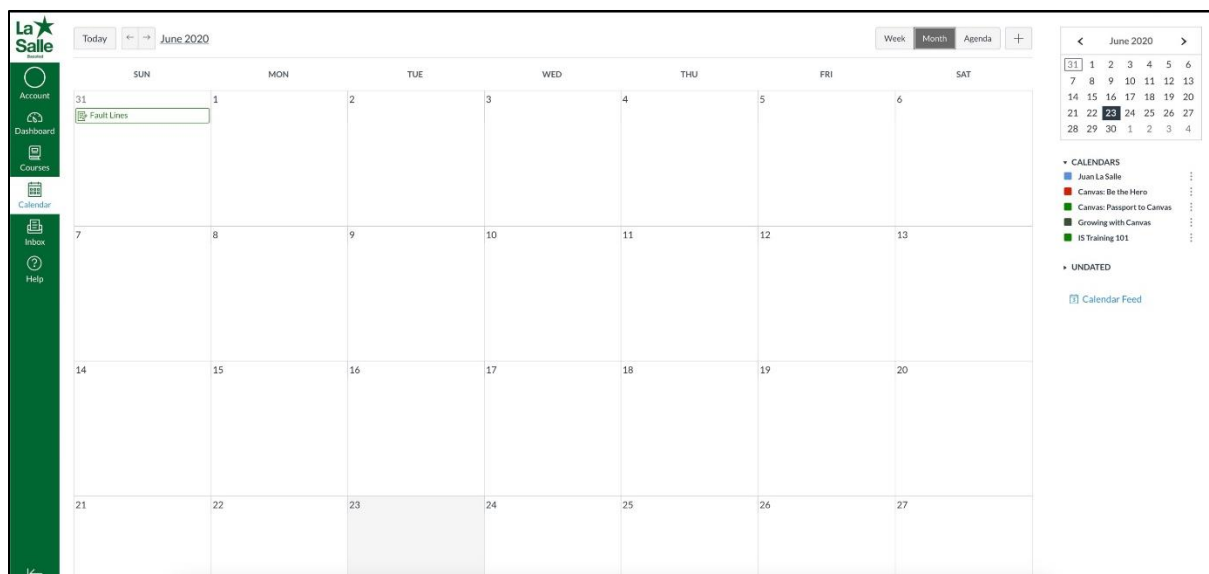 La
Salle
Account
Dashboard
Courses
Calendar
Inbox
Help
Today ← → June 2020
Week Month Agenda +
SUN MON TUE WED THU FRI SAT
31 1 2 3 4 5 6
Fault Lines
7 8 9 10 11 12 13
14 15 16 17 18 19 20
21 22 23 24 25 26 27
< June 2020 >
31 1 2 3 4 5 6
7 8 9 10 11 12 13
14 15 16 17 18 19 20
21 22 23 24 25 26 27
28 29 30 1 2 3 4
CALENDARS
Juan La Salle
Canvas: Be the Hero
Canvas: Passport to Canvas
Growing with Canvas
IS Training 101
UNDATED
Calendar Feed